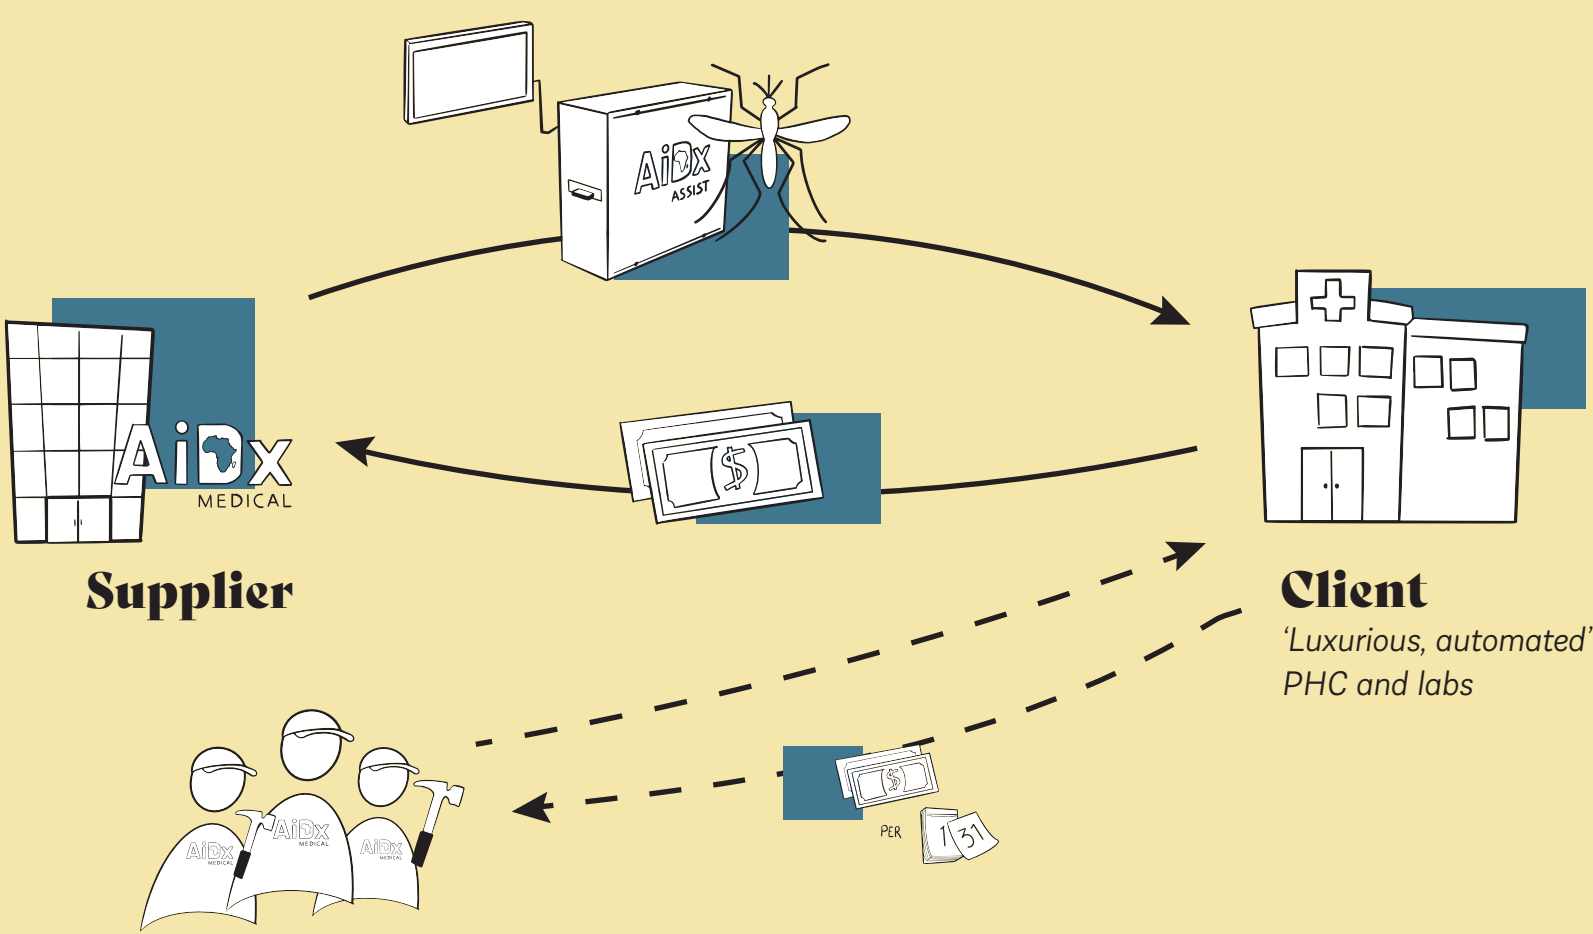 AiDx
ASSIST
AiDx
MEDICAL
$
Supplier
Client
‘Luxurious, automated’
PHC and labs
$
PER
1
31
AiDx
MEDICAL
AiDx
MEDICAL
AiDx
MEDICAL